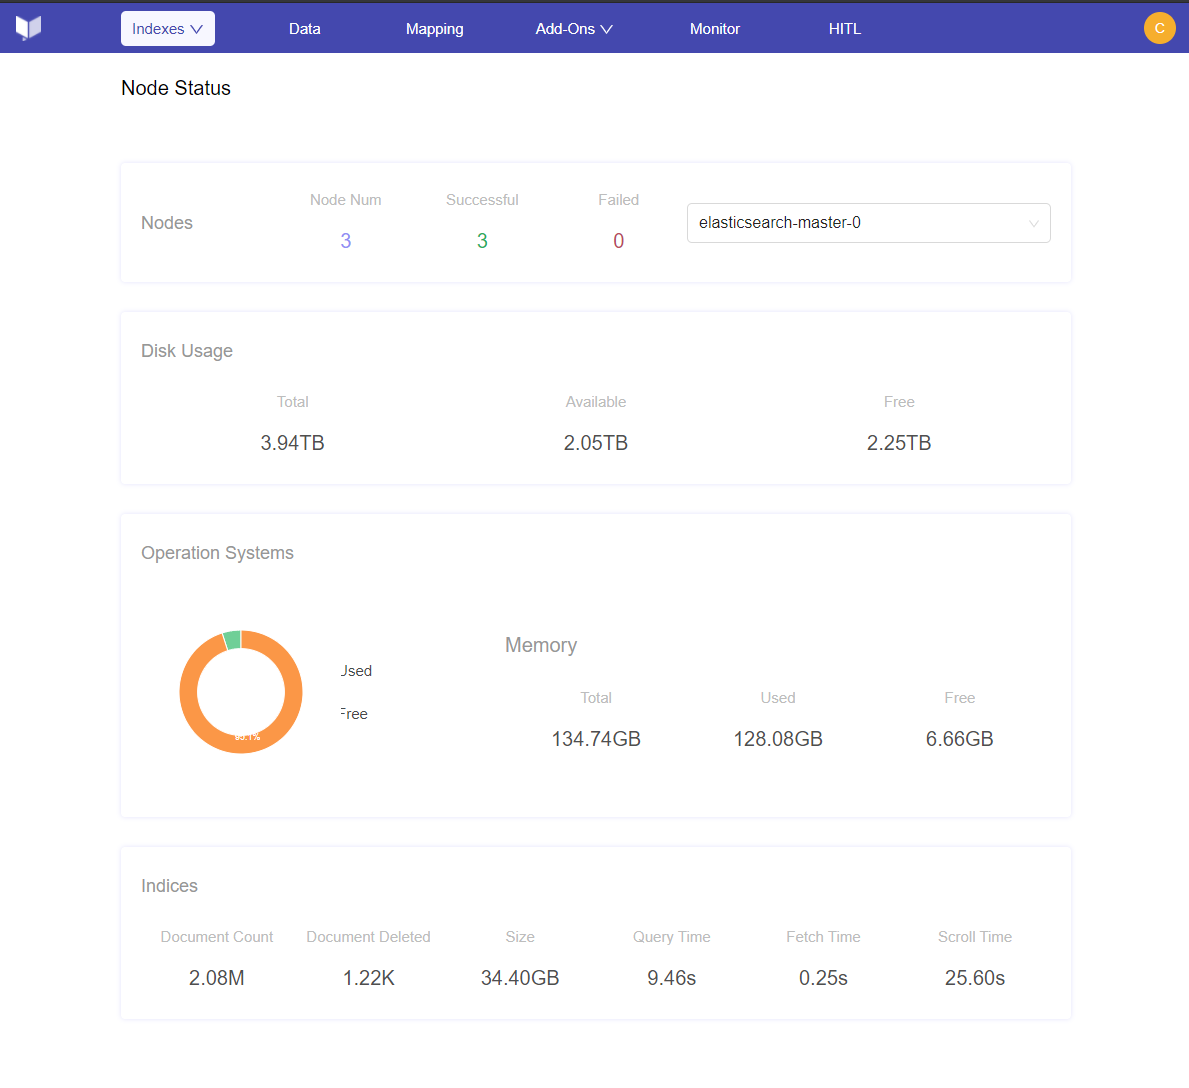 Indexes Data Mapping Add-Ons Monitor HITL C
Node Status
Nodes
Node Num Successful Failed
3 3 0
elasticsearch-master-0
Disk Usage
Total Available Free
3.94TB 2.05TB 2.25TB
Operation Systems
Used
Free
95.1%
Memory
Total Used Free
134.74GB 128.08GB 6.66GB
Indices
Document Count Document Deleted Size Query Time Fetch Time Scroll Time
2.08M 1.22K 34.40GB 9.46s 0.25s 25.60s